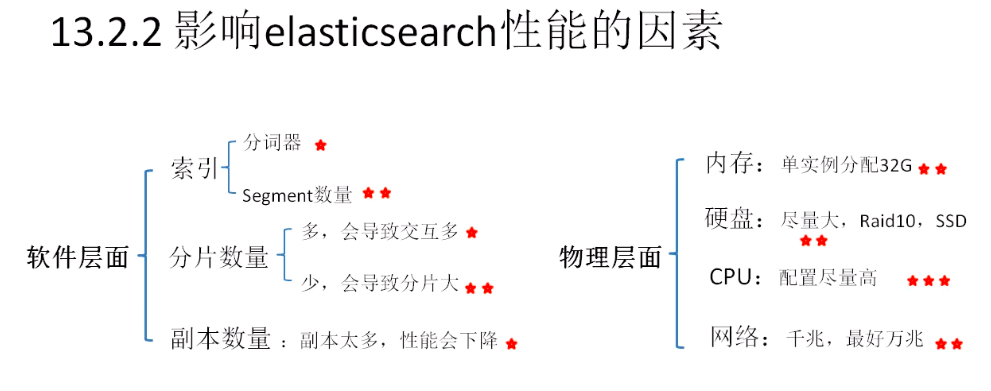 13.2.2 影响elasticsearch性能的因素
软件层面
索引
分词器
Segment数量
分片数量
多，会导致交互多
少，会导致分片大
副本数量：副本太多，性能会下降
物理层面
内存：单实例分配32G
硬盘：尽量大，Raid10，SSD
CPU：配置尽量高
网络：千兆，最好万兆